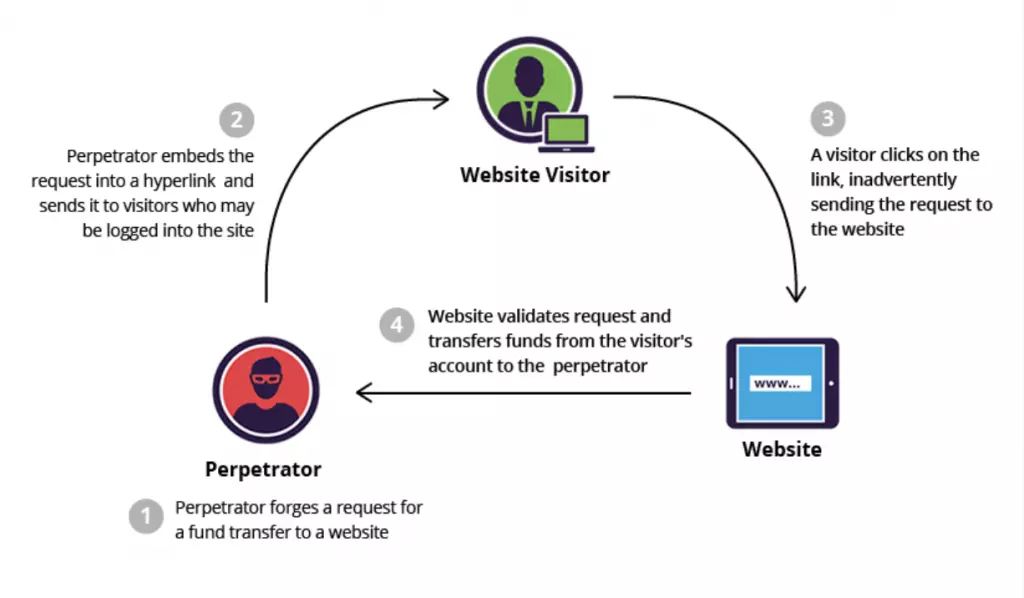 Website Visitor
2
Perpetrator embeds the
request into a hyperlink and
sends it to visitors who may
be logged into the site
3
A visitor clicks on the
link, inadvertently
sending the request to
the website
4
Website validates request and
transfers funds from the visitor's
account to the perpetrator
www...
Website
Perpetrator
1
Perpetrator forges a request for
a fund transfer to a website